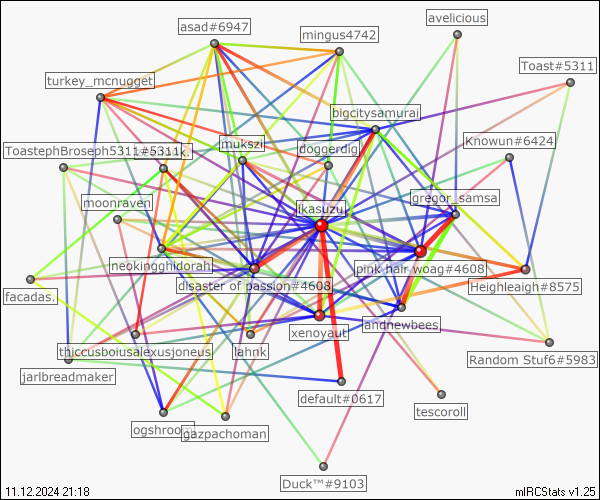 avelicious
asad#6947
mingus4742
Toast#5311
turkey_mcnugget
bigcitysamurai
Knowun#6424
mukszi
doggerdig
ToastephBroseph5311#5311
k.
gregor_samsa
moonraven
ikasuzu
neokingghidorah
pink hair woag#4608
disaster of passion#4608
Heighleaigh#8575
facadas.
xenoyaut
landnewbees
thiccusboiusalexusjoneus
lahnk
Random Stuf6#5983
jarlbreadmaker
default#0617
tescoroll
ogshroom
gazpachoman
Duck™#9103
11.12.2024 21:18
mIRCStats v1.25